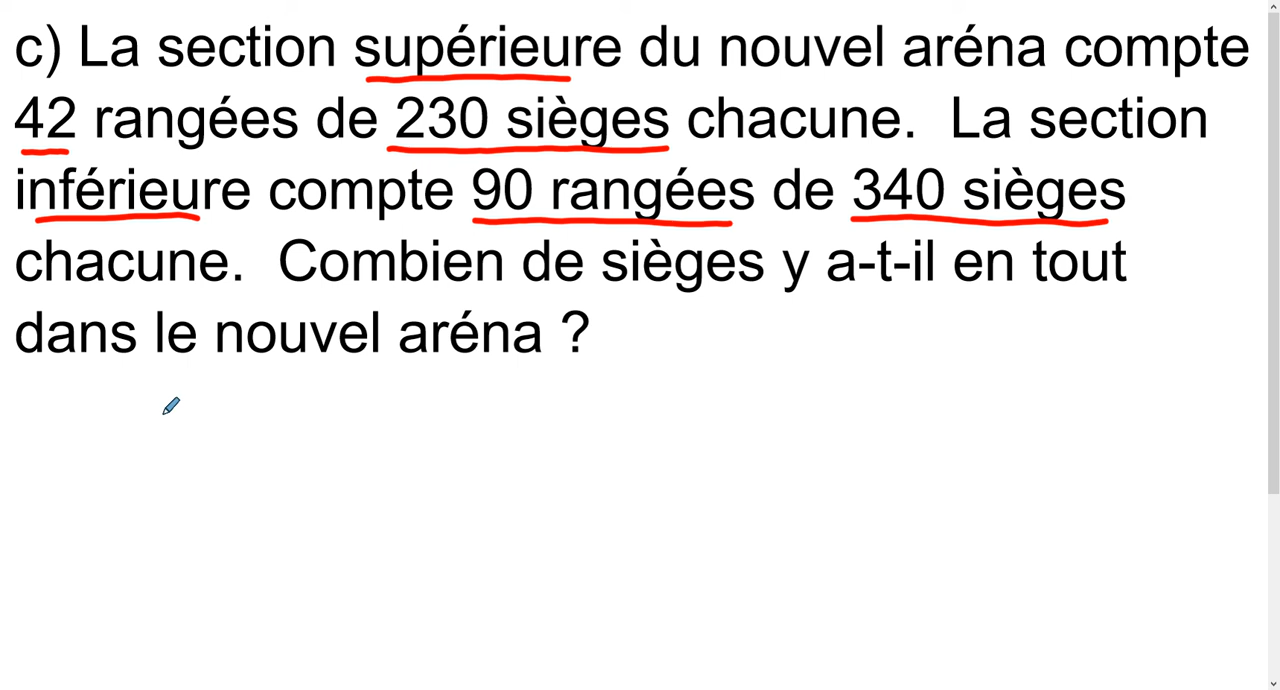 c) La section supérieure du nouvel aréna compte
42 rangées de 230 sièges chacune.  La section
inférieure compte 90 rangées de 340 sièges
chacune.  Combien de sièges y a-t-il en tout
dans le nouvel aréna ?